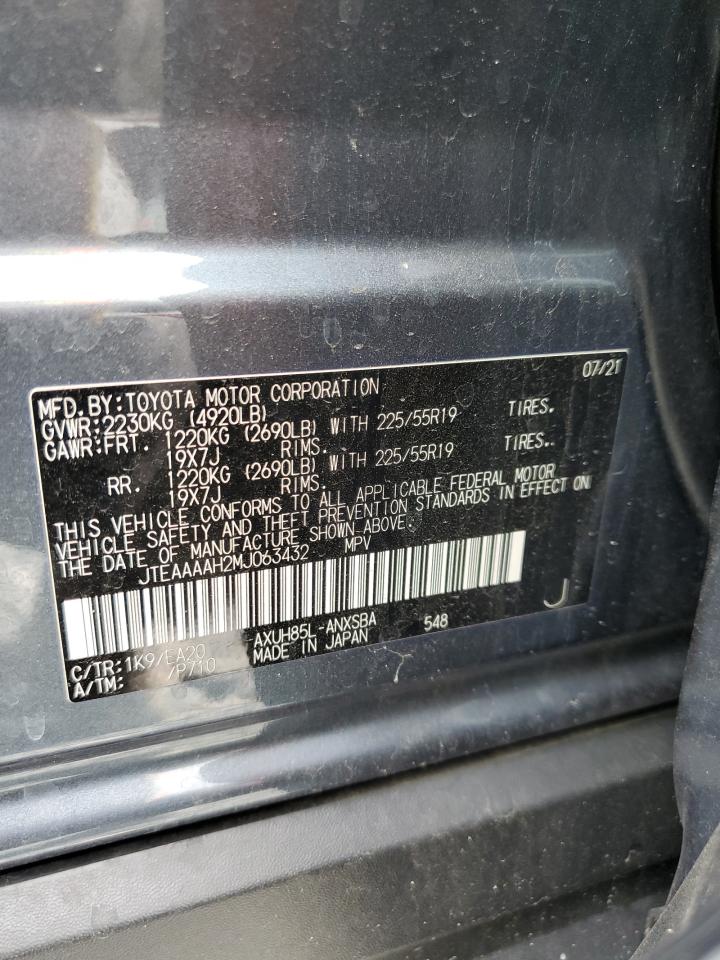 MFD.BY:TOYOTA MOTOR CORPORATION 07/21
GVWR:2230KG (4920LB)
GAWR:FRT. 1220KG (2690LB) WITH 225/55R19 TIRES.
19X7J RIMS.
RR. 1220KG (2690LB) WITH 225/55R19 TIRES.
19X7J RIMS.
THIS VEHICLE CONFORMS TO ALL APPLICABLE FEDERAL MOTOR
VEHICLE SAFETY AND THEFT PREVENTION STANDARDS IN EFFECT ON
THE DATE OF MANUFACTURE SHOWN ABOVE.
JTEAAAAH2MJ063432 MPV
C/TR:1K9/EA20 AXUH85L-ANXSBA 548 J
A/TM: /P710 MADE IN JAPAN